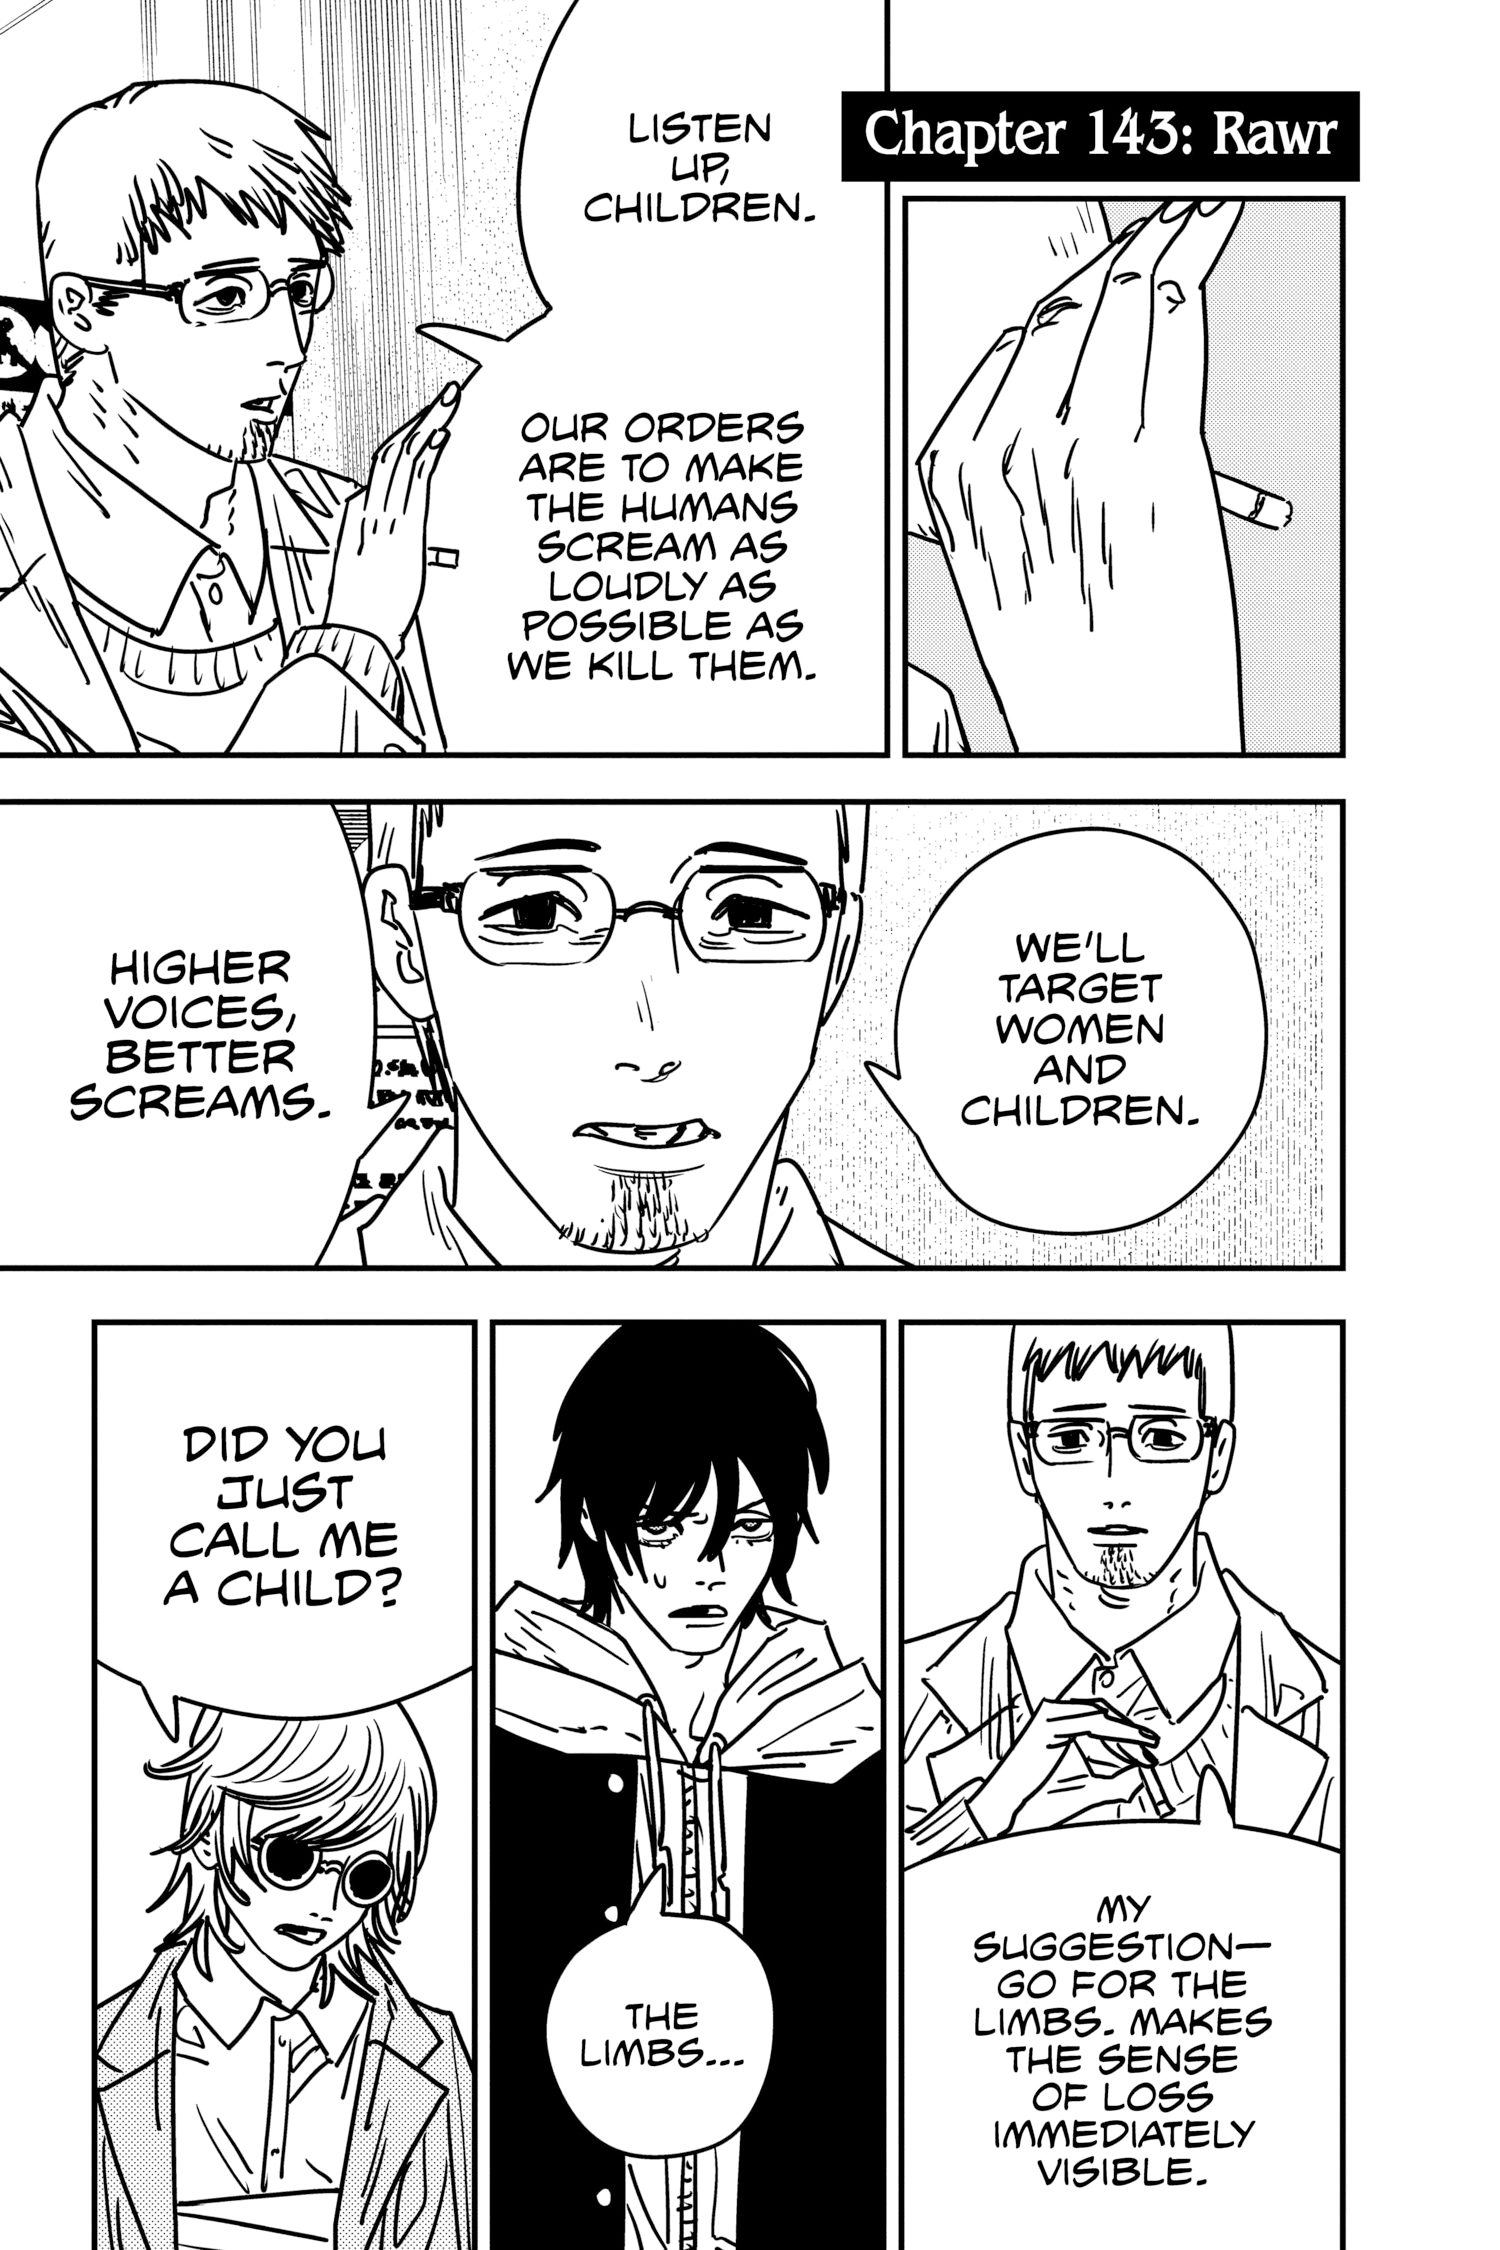 Chapter 143: Rawr
LISTEN
UP,
CHILDREN.
OUR ORDERS
ARE TO MAKE
THE HUMANS
SCREAM AS
LOUDLY AS
POSSIBLE AS
WE KILL THEM.
WE'LL
TARGET
WOMEN
AND
CHILDREN.
HIGHER
VOICES,
BETTER
SCREAMS.
MY
SUGGESTION—
GO FOR THE
LIMBS. MAKES
THE SENSE
OF LOSS
IMMEDIATELY
VISIBLE.
THE
LIMBS...
DID YOU
JUST
CALL ME
A CHILD?